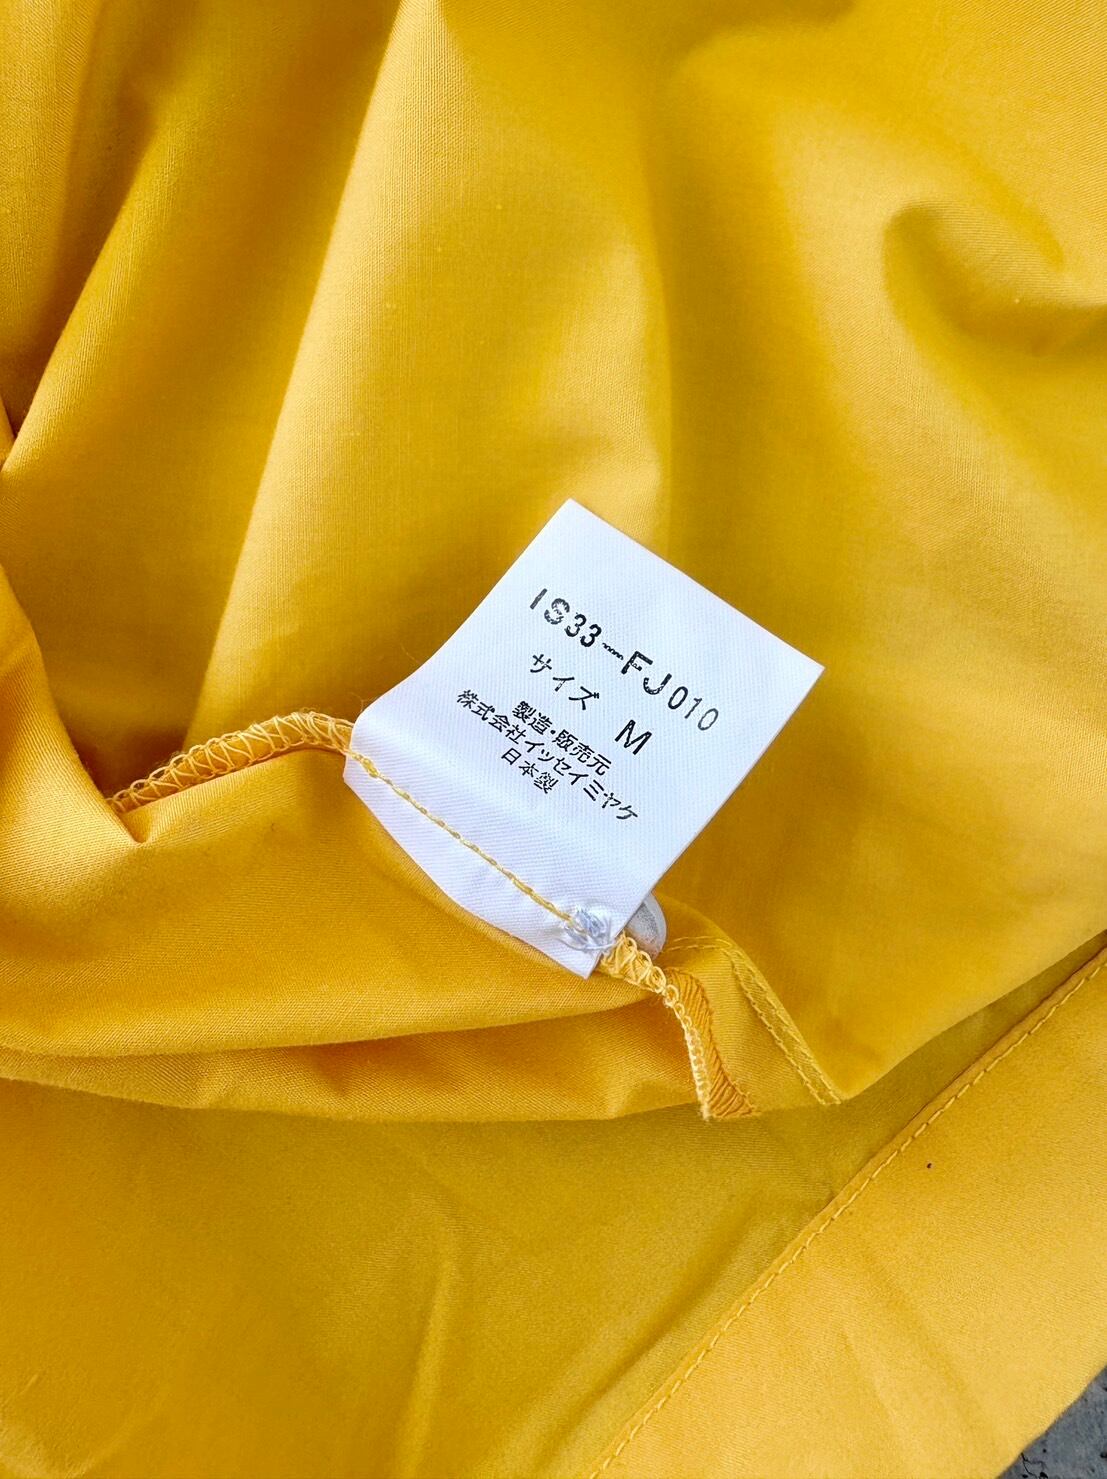 IS33-FJ010
サイズ M
製造・販売元
株式会社イッセイミヤケ
日本製